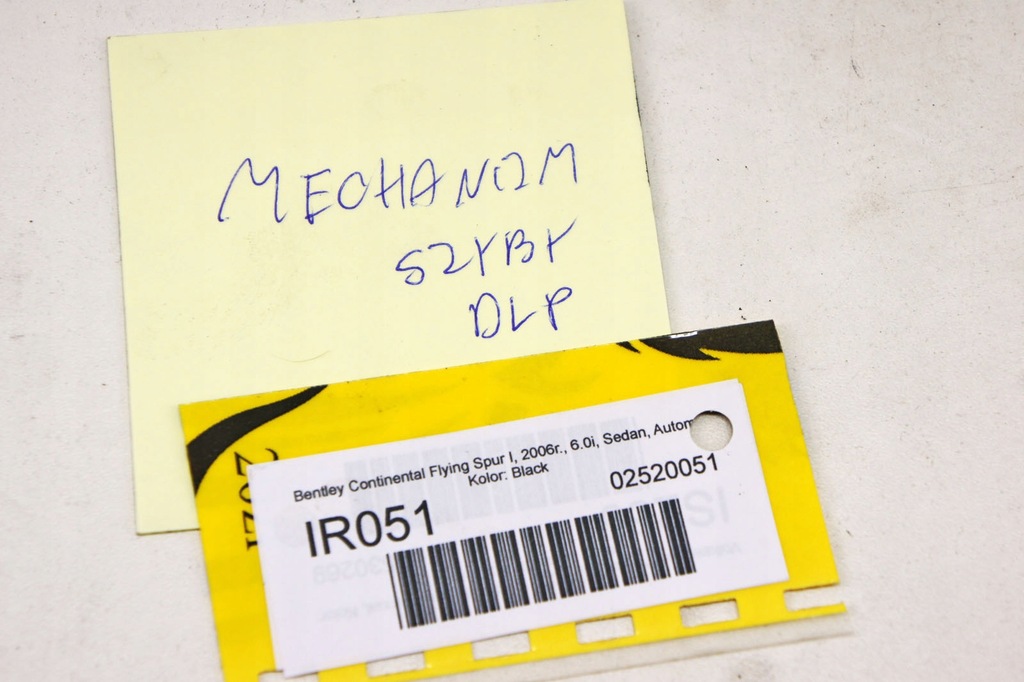 MECHANIZM
SZYBY
DLP
Bentley Continental Flying Spur I, 2006r., 6.0i, Sedan, Autom
Kolor: Black
02520051
IR051